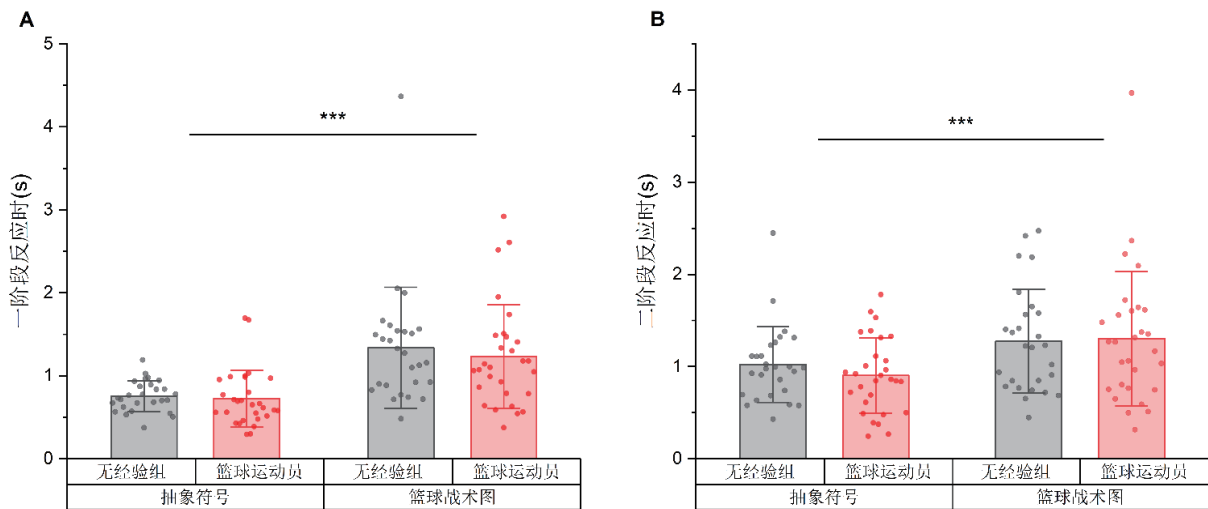 A
5
4
3
2
1
0
一阶段反应时(s)
***
无经验组
篮球运动员
无经验组
篮球运动员
抽象符号
篮球战术图
B
4
3
2
1
0
二阶段反应时(s)
***
无经验组
篮球运动员
无经验组
篮球运动员
抽象符号
篮球战术图